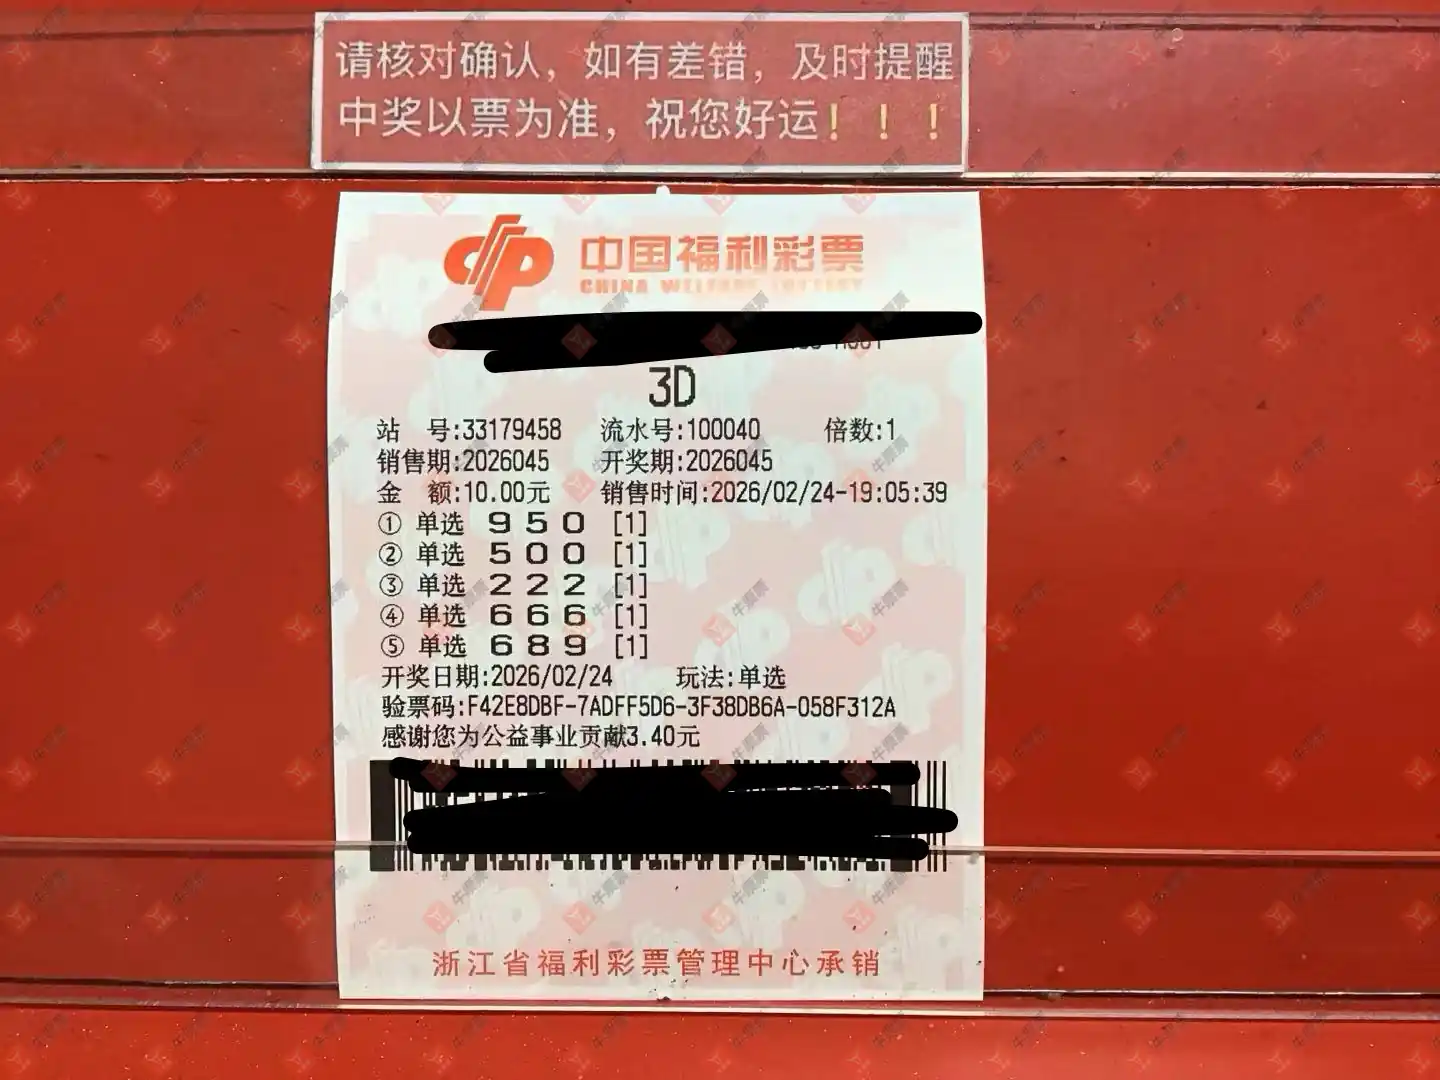 请核对确认，如有差错，及时提醒
中奖以票为准，祝您好运！！！
中国福利彩票
CHINA WELFARE LOTTERY
3D
站 号:33179458 流水号:100040 倍数:1
销售期:2026045 开奖期:2026045
金 额:10.00元 销售时间:2026/02/24-19:05:39
① 单选 9 5 0 [1]
② 单选 5 0 0 [1]
③ 单选 2 2 2 [1]
④ 单选 6 6 6 [1]
⑤ 单选 6 8 9 [1]
开奖日期:2026/02/24 玩法:单选
验票码:F42E8DBF-7ADFF5D6-3F38DB6A-058F312A
感谢您为公益事业贡献3.40元
浙江省福利彩票管理中心承销
牛票票